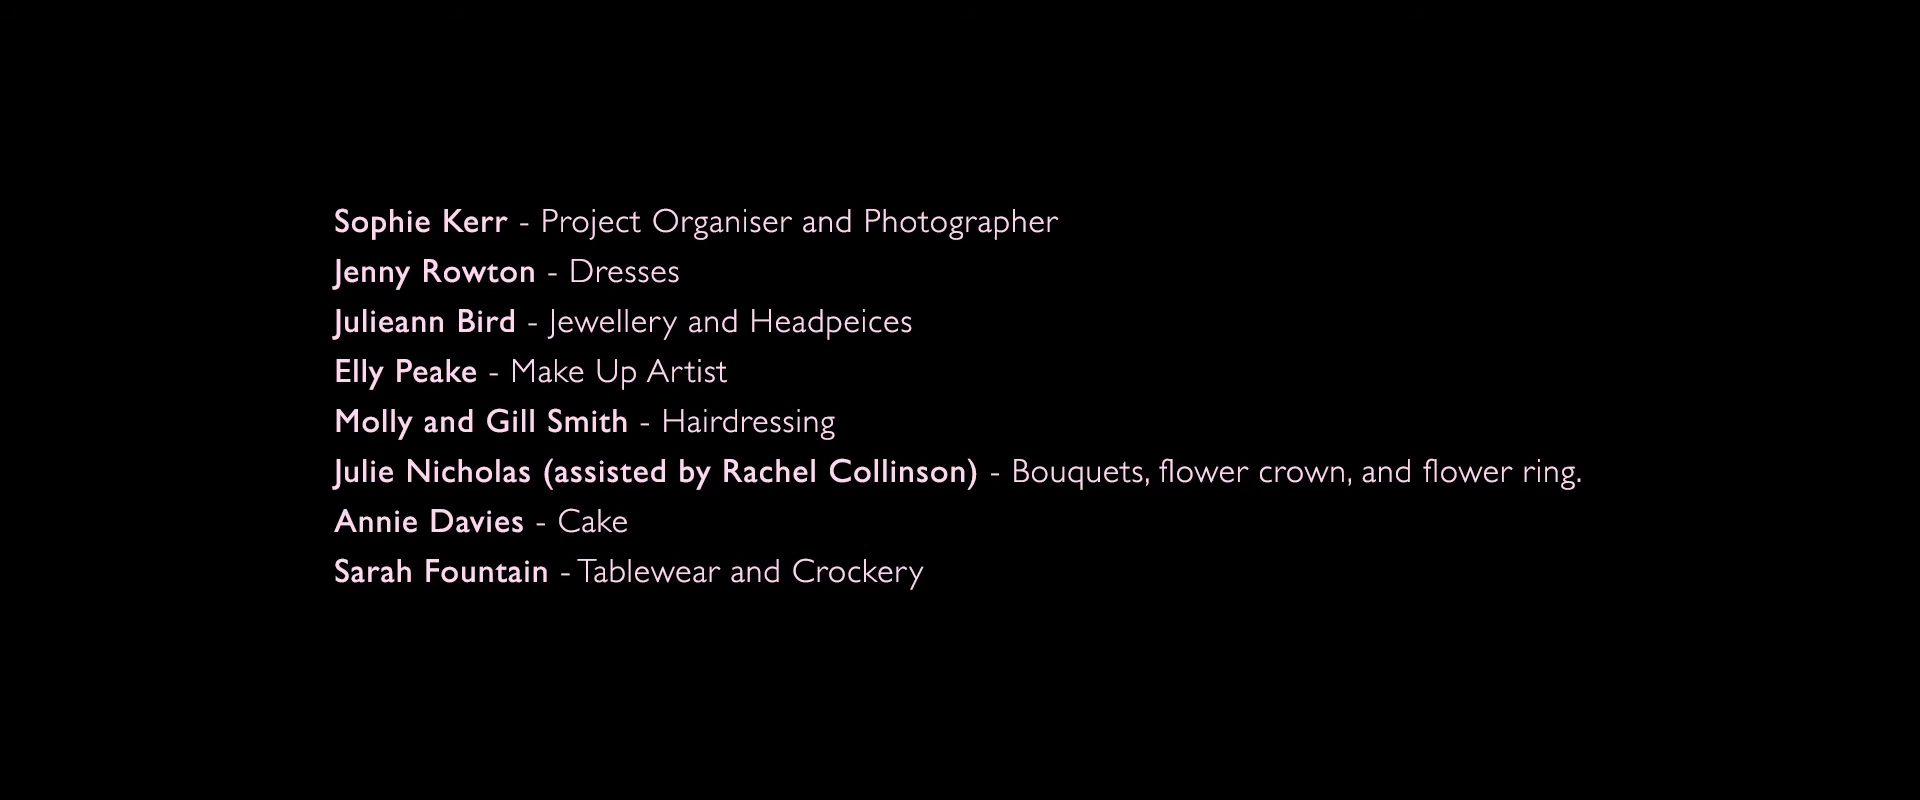 Sophie Kerr - Project Organiser and Photographer
Jenny Rowton - Dresses
Julieann Bird - Jewellery and Headpeices
Elly Peake - Make Up Artist
Molly and Gill Smith - Hairdressing
Julie Nicholas (assisted by Rachel Collinson) - Bouquets, flower crown, and flower ring.
Annie Davies - Cake
Sarah Fountain - Tablewear and Crockery